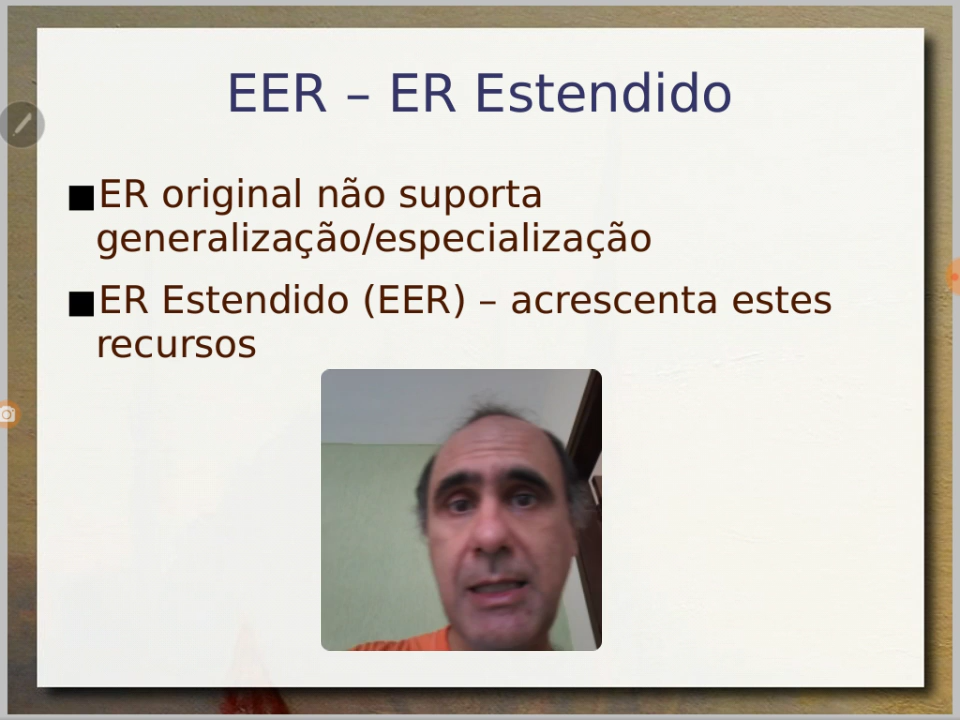 EER – ER Estendido
■ER original não suporta
generalização/especialização
■ER Estendido (EER) – acrescenta estes
recursos